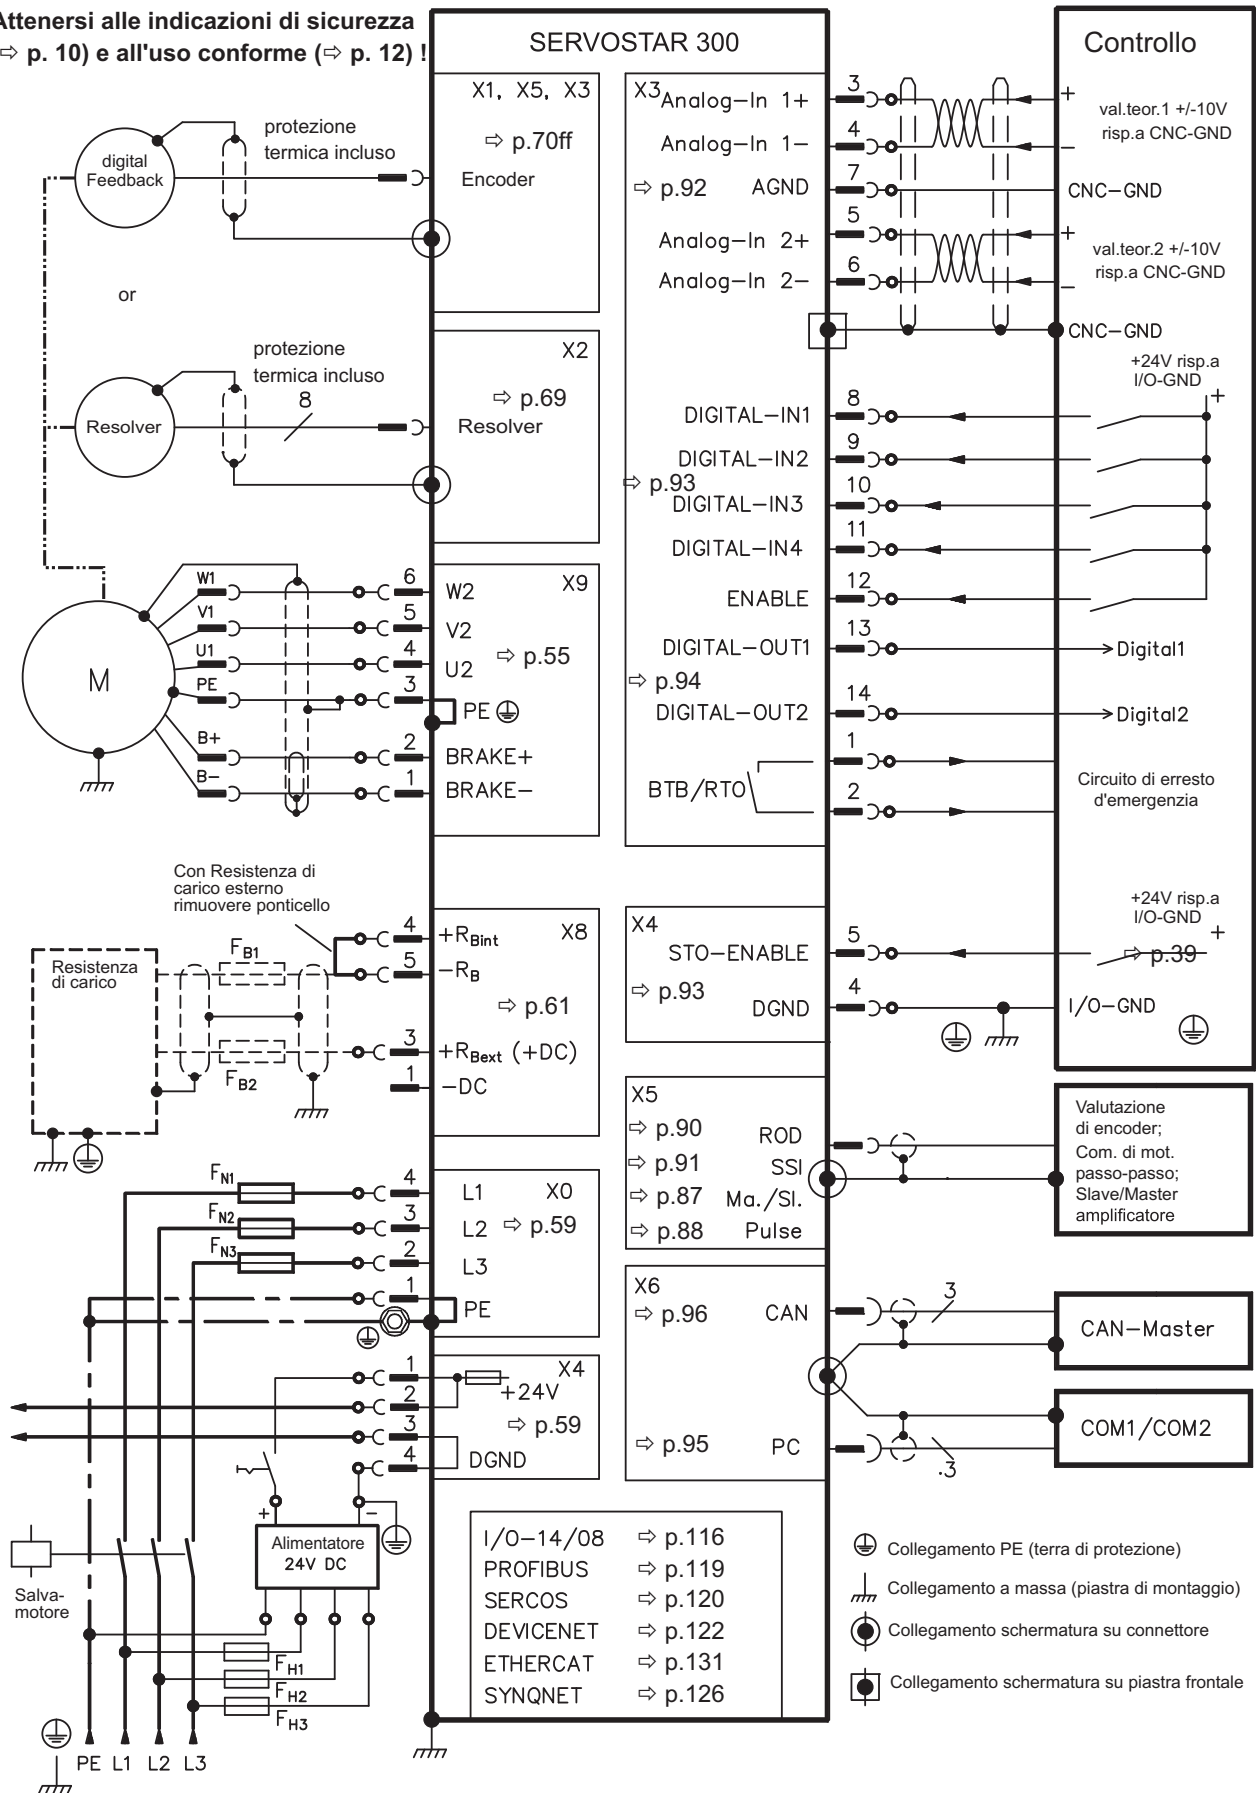 Attenersi alle indicazioni di sicurezza
⇨ p. 10) e all'uso conforme (⇨ p. 12) !
SERVOSTAR 300
Controllo
X1, X5, X3
⇨ p.70ff
Encoder
protezione
termica incluso
digital
Feedback
or
X2
⇨ p.69
Resolver
protezione
termica incluso
8
Resolver
X9
W1
6
W2
V1
5
V2
U1
4
U2
⇨ p.55
PE
3
PE
B+
2
BRAKE+
B-
1
BRAKE-
M
Con Resistenza di
carico esterno
rimuovere ponticello
X8
4
+RBint
FB1
5
-RB
⇨ p.61
3
+RBext (+DC)
FB2
1
-DC
Resistenza
di carico
X0
FN1
4
L1
FN2
3
L2
⇨ p.59
FN3
2
L3
1
PE
X4
1
+24V
2
⇨ p.59
3
4
DGND
+
-
Alimentatore
24V DC
Salva-
motore
FH1
FH2
FH3
PE L1 L2 L3
X3
Analog-In 1+
3
+
val.teor.1 +/-10V
risp.a CNC-GND
Analog-In 1-
4
-
⇨ p.92
AGND
7
CNC-GND
Analog-In 2+
5
+
val.teor.2 +/-10V
risp.a CNC-GND
Analog-In 2-
6
-
CNC-GND
+24V risp.a
I/O-GND
+
DIGITAL-IN1
8
DIGITAL-IN2
9
⇨ p.93
DIGITAL-IN3
10
DIGITAL-IN4
11
ENABLE
12
DIGITAL-OUT1
13
Digital1
⇨ p.94
DIGITAL-OUT2
14
Digital2
1
BTB/RTO
2
Circuito di erresto
d'emergenzia
X4
+24V risp.a
I/O-GND
+
STO-ENABLE
5
⇨ p.39
⇨ p.93
DGND
4
I/O-GND
X5
⇨ p.90
ROD
⇨ p.91
SSI
⇨ p.87
Ma./Sl.
⇨ p.88
Pulse
Valutazione
di encoder;
Com. di mot.
passo-passo;
Slave/Master
amplificatore
X6
⇨ p.96
CAN
3
CAN-Master
⇨ p.95
PC
.3
COM1/COM2
I/O-14/08 ⇨ p.116
PROFIBUS ⇨ p.119
SERCOS ⇨ p.120
DEVICENET ⇨ p.122
ETHERCAT ⇨ p.131
SYNQNET ⇨ p.126
Collegamento PE (terra di protezione)
Collegamento a massa (piastra di montaggio)
Collegamento schermatura su connettore
Collegamento schermatura su piastra frontale